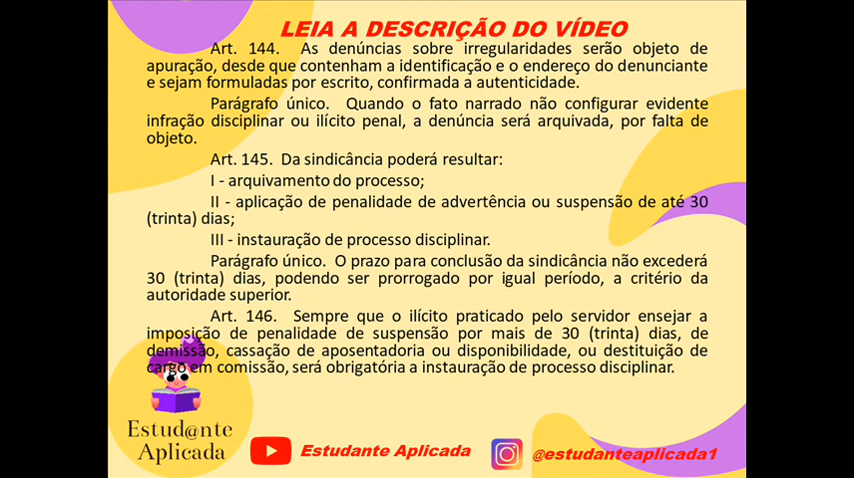 LEIA A DESCRIÇÃO DO VÍDEO
Art. 144. As denúncias sobre irregularidades serão objeto de
apuração, desde que contenham a identificação e o endereço do denunciante
e sejam formuladas por escrito, confirmada a autenticidade.
Parágrafo único. Quando o fato narrado não configurar evidente
infração disciplinar ou ilícito penal, a denúncia será arquivada, por falta de
objeto.
Art. 145. Da sindicância poderá resultar:
I - arquivamento do processo;
II - aplicação de penalidade de advertência ou suspensão de até 30
(trinta) dias;
III - instauração de processo disciplinar.
Parágrafo único. O prazo para conclusão da sindicância não excederá
30 (trinta) dias, podendo ser prorrogado por igual período, a critério da
autoridade superior.
Art. 146. Sempre que o ilícito praticado pelo servidor ensejar a
imposição de penalidade de suspensão por mais de 30 (trinta) dias, de
demissão, cassação de aposentadoria ou disponibilidade, ou destituição de
cargo em comissão, será obrigatória a instauração de processo disciplinar.
Estud@nte
Aplicada
Estudante Aplicada
@estudanteaplicada1